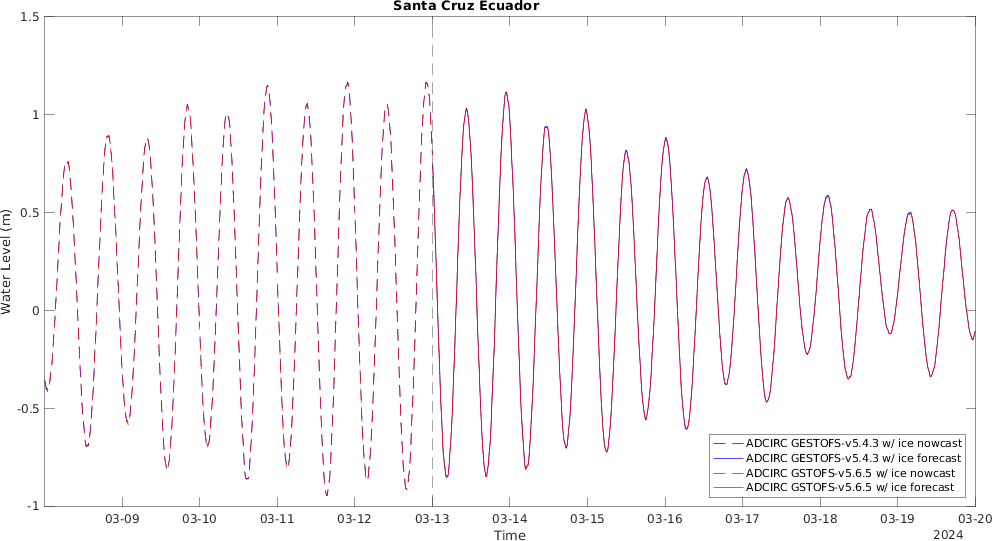 Santa Cruz Ecuador
1.5
1
0.5
0
-0.5
-1
Water Level (m)
ADCIRC GESTOFS-v5.4.3 w/ ice nowcast
ADCIRC GESTOFS-v5.4.3 w/ ice forecast
ADCIRC GSTOFS-v5.6.5 w/ ice nowcast
ADCIRC GSTOFS-v5.6.5 w/ ice forecast
03-09 03-10 03-11 03-12 03-13 03-14 03-15 03-16 03-17 03-18 03-19 03-20
Time
2024